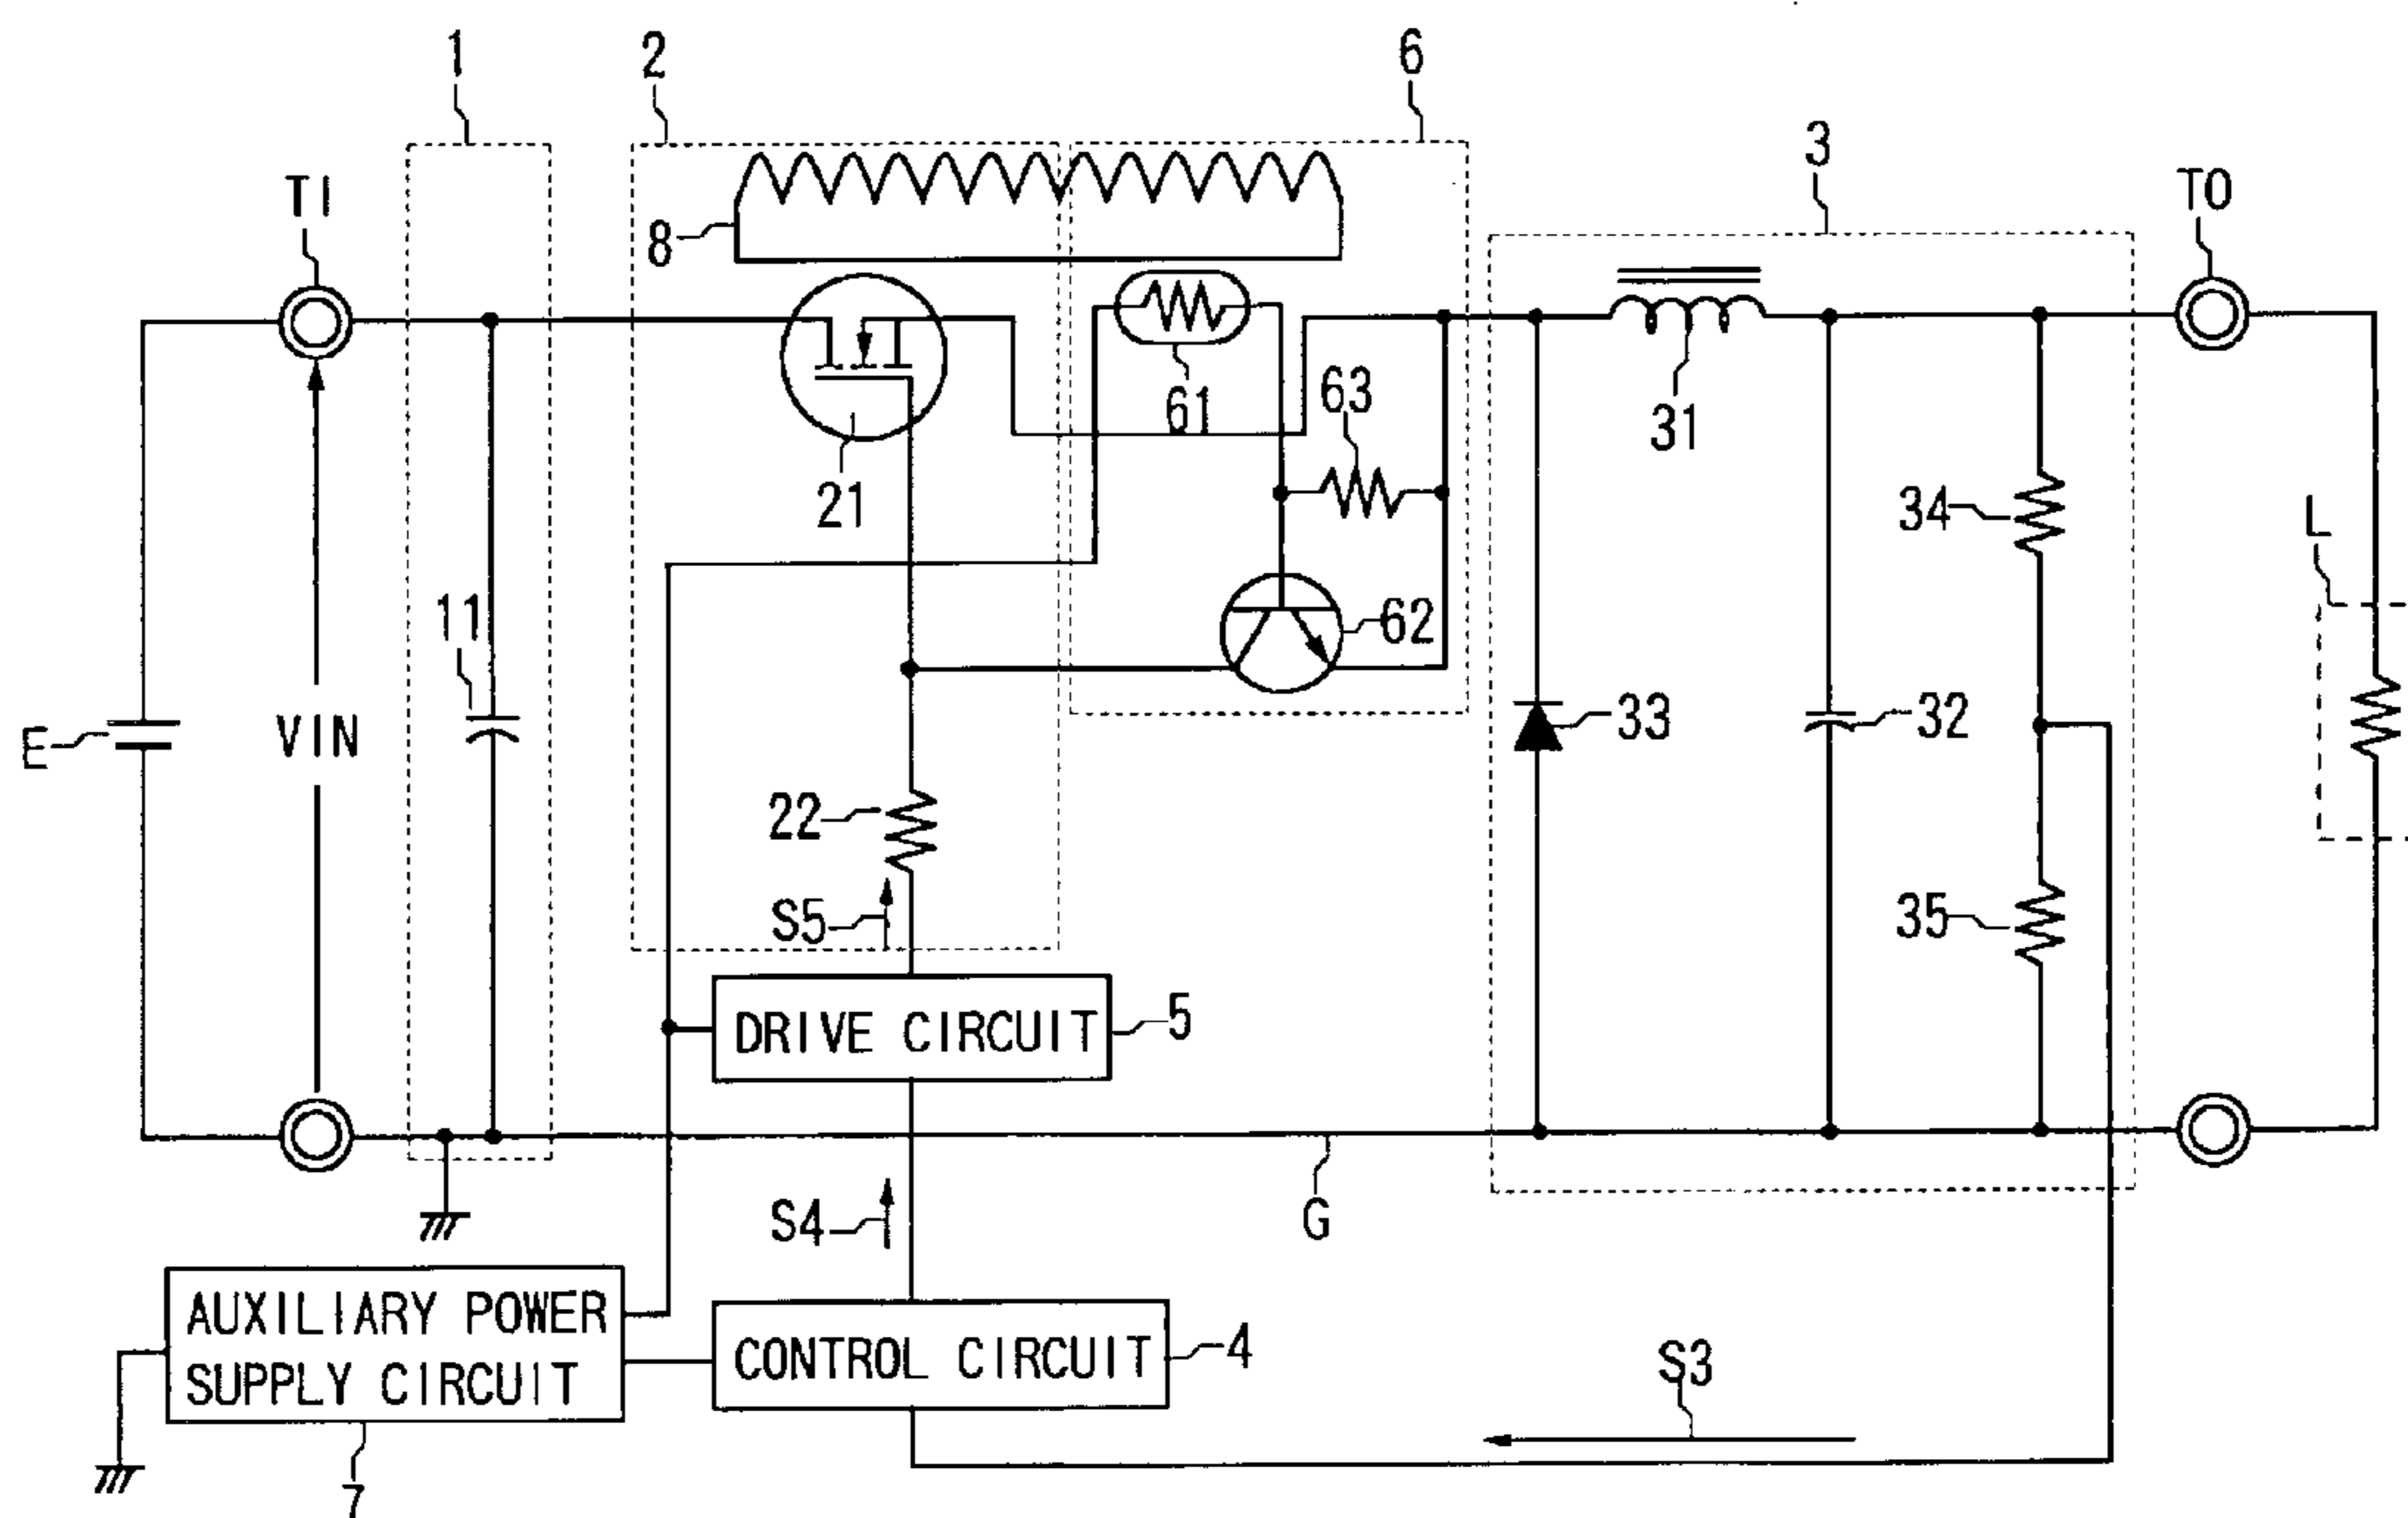 1
2
6
3
TI
TO
8
61
63
31
21
34
L
11
62
E
VIN
33
32
22
S5
35
DRIVE CIRCUIT
5
S4
G
AUXILIARY POWER
SUPPLY CIRCUIT
CONTROL CIRCUIT
4
S3
7